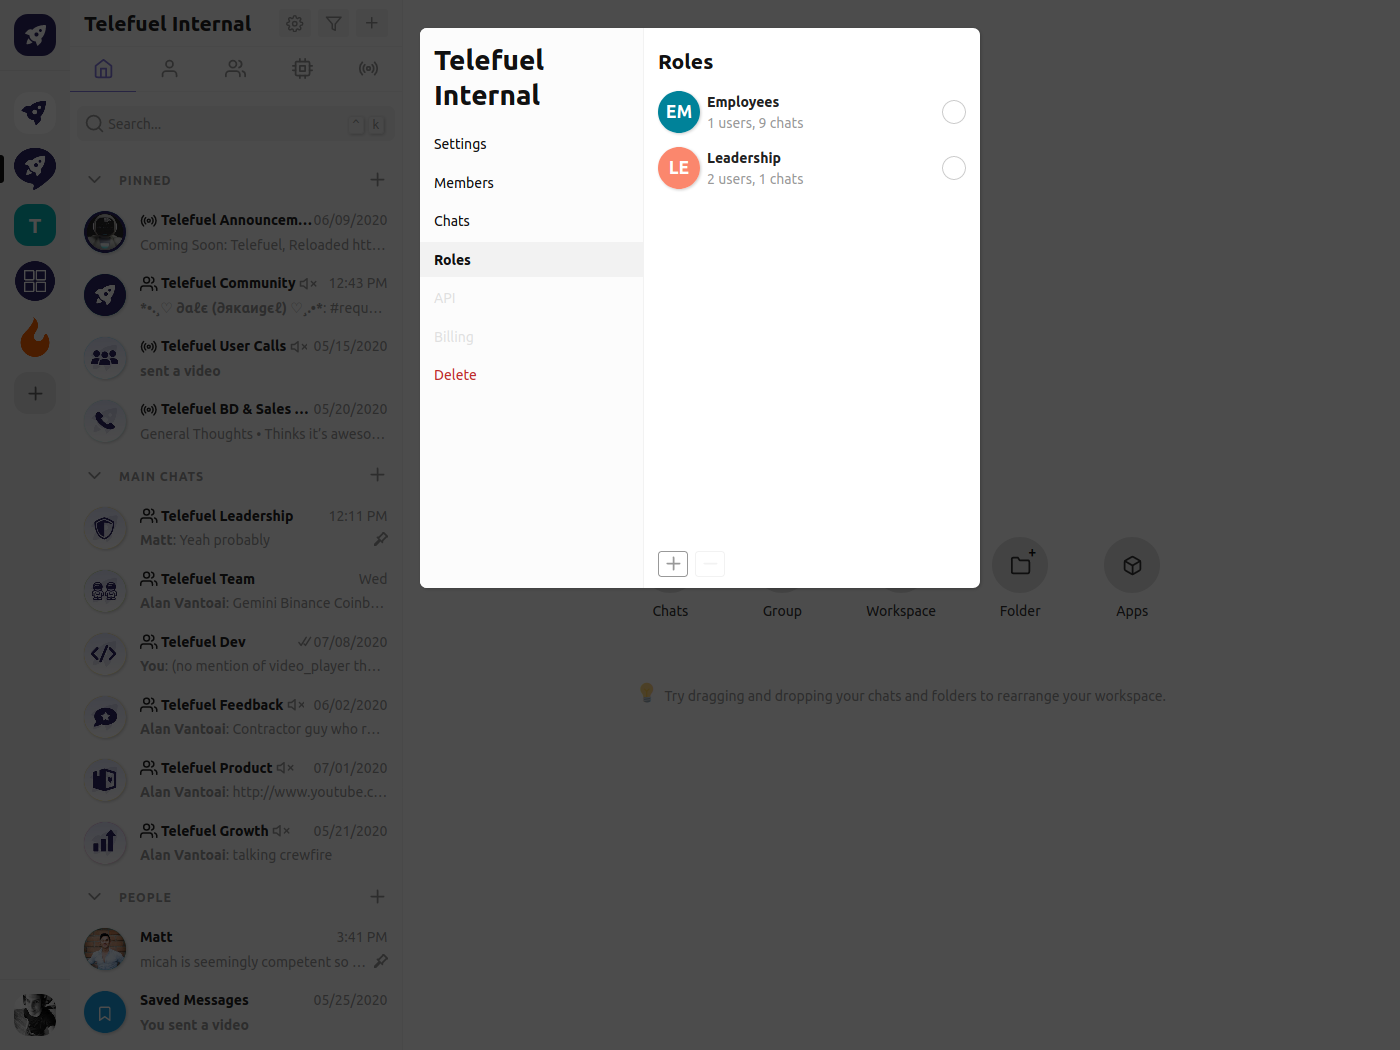 Telefuel Internal
Search...
^ k
T
PINNED
Telefuel Announcem... 06/09/2020
Coming Soon: Telefuel, Reloaded htt...
Telefuel Community 12:43 PM
*•.¸♡ ∂αℓє (∂яκαиgєℓ) ♡¸.•*: #requ...
Telefuel User Calls 05/15/2020
sent a video
Telefuel BD & Sales ... 05/20/2020
General Thoughts • Thinks it's aweso...
MAIN CHATS
Telefuel Leadership 12:11 PM
Matt: Yeah probably
Telefuel Team Wed
Alan Vantoai: Gemini Binance Coinb...
Telefuel Dev 07/08/2020
You: (no mention of video_player th...
Telefuel Feedback 06/02/2020
Alan Vantoai: Contractor guy who r...
Telefuel Product 07/01/2020
Alan Vantoai: http://www.youtube.c...
Telefuel Growth 05/21/2020
Alan Vantoai: talking crewfire
PEOPLE
Matt 3:41 PM
micah is seemingly competent so ...
Saved Messages 05/25/2020
You sent a video
Telefuel
Internal
Settings
Members
Chats
Roles
API
Billing
Delete
Roles
EM
Employees
1 users, 9 chats
LE
Leadership
2 users, 1 chats
Chats
Group
Workspace
Folder
Apps
Try dragging and dropping your chats and folders to rearrange your workspace.